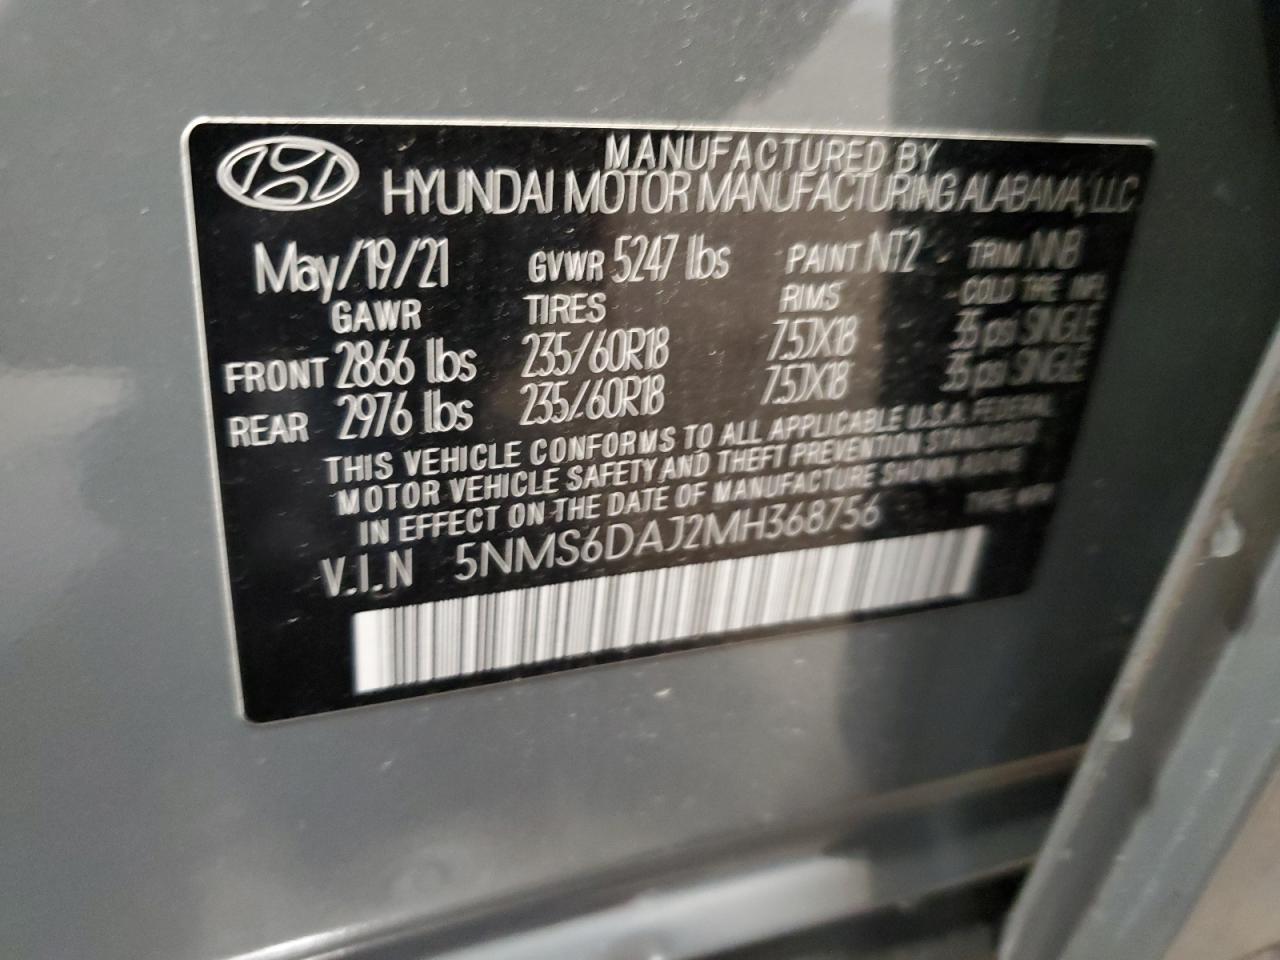 MANUFACTURED BY
HYUNDAI MOTOR MANUFACTURING ALABAMA, LLC
May/19/21 GVWR 5247 lbs PAINT NT2 TRIM NNB
GAWR TIRES RIMS COLD TIRE INFL
FRONT 2866 lbs 235/60R18 7.5JX18 35 psi SINGLE
REAR 2976 lbs 235/60R18 7.5JX18 35 psi SINGLE
THIS VEHICLE CONFORMS TO ALL APPLICABLE U.S.A. FEDERAL
MOTOR VEHICLE SAFETY AND THEFT PREVENTION STANDARDS
IN EFFECT ON THE DATE OF MANUFACTURE SHOWN ABOVE
V.I.N 5NMS6DAJ2MH368756 TYPE MPV